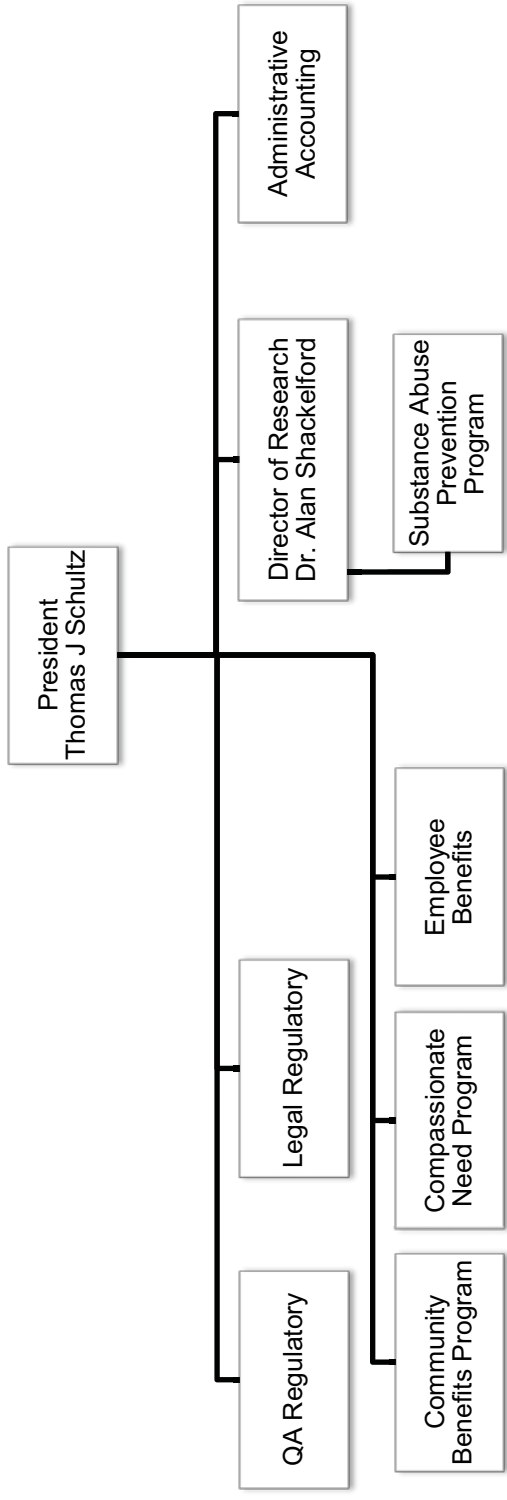 President
Thomas J Schultz
QA Regulatory
Legal Regulatory
Director of Research
Dr. Alan Shackelford
Administrative
Accounting
Community
Benefits Program
Compassionate
Need Program
Employee
Benefits
Substance Abuse
Prevention
Program